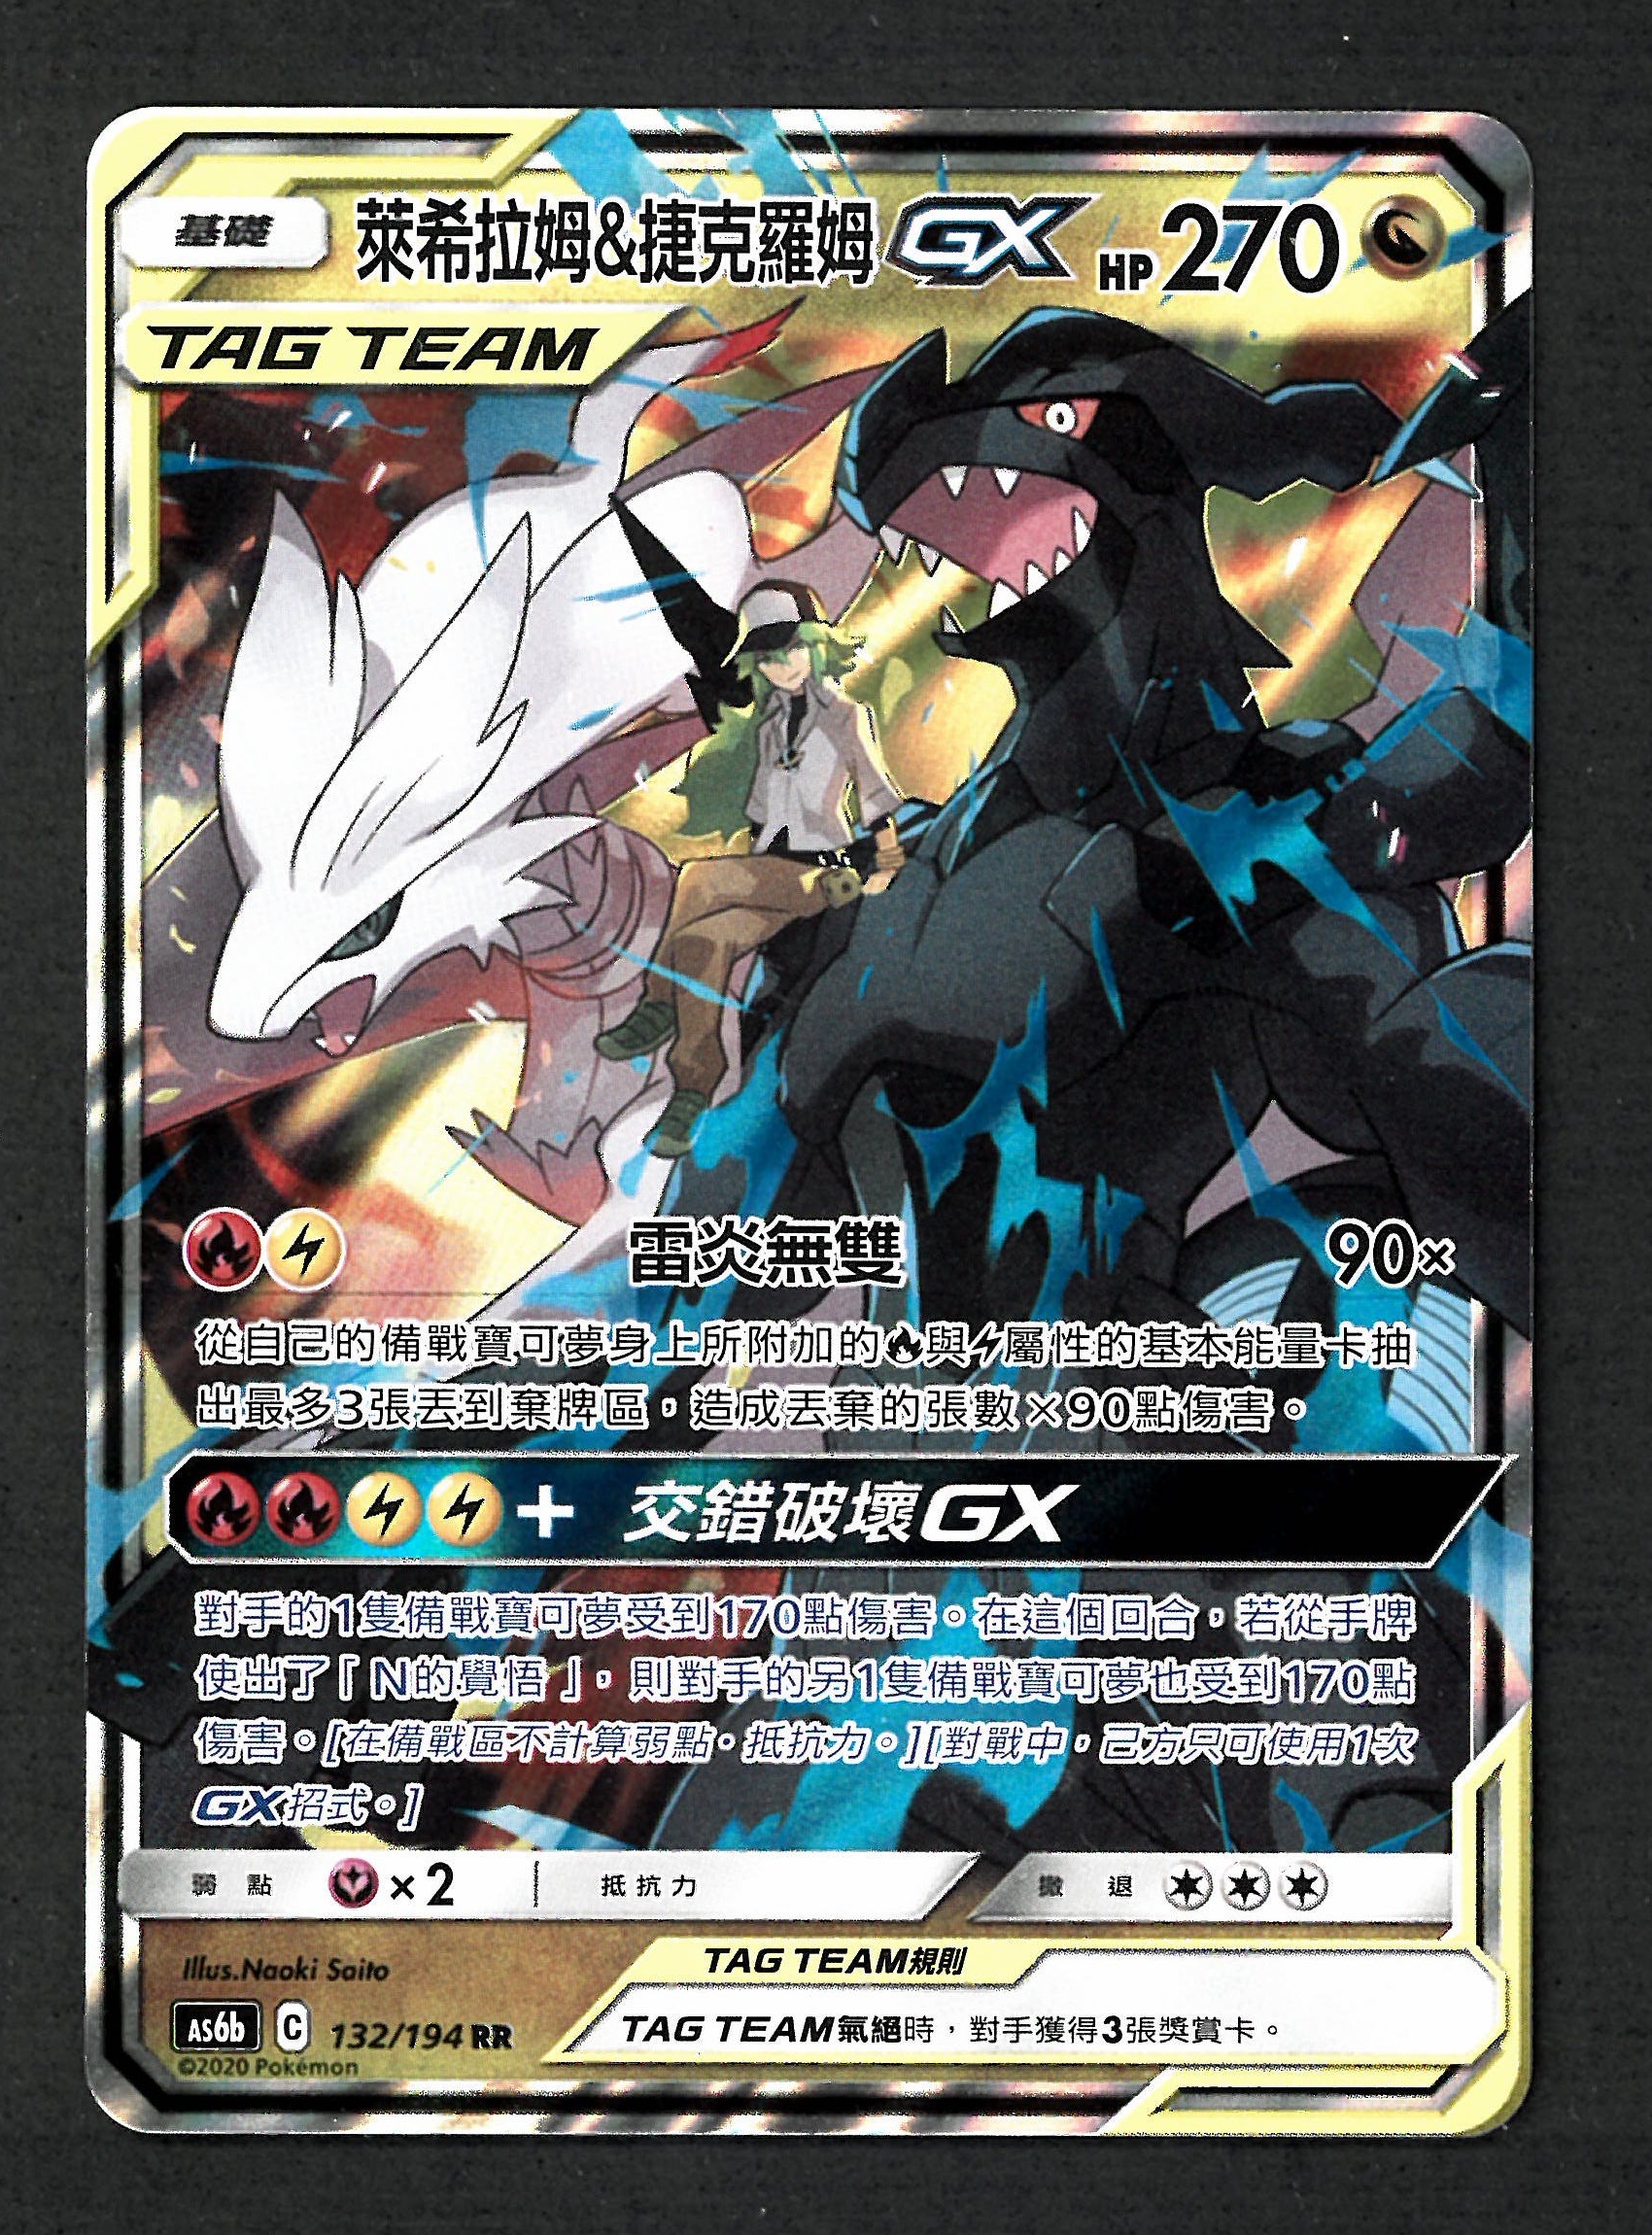 基礎 萊希拉姆&捷克羅姆GX HP270
TAG TEAM
雷炎無雙 90×
從自己的備戰寶可夢身上所附加的與屬性的基本能量卡抽
出最多3張丟到棄牌區，造成丟棄的張數×90點傷害。
+ 交錯破壞GX
對手的1隻備戰寶可夢受到170點傷害。在這個回合，若從手牌
使出了「N的覺悟」，則對手的另1隻備戰寶可夢也受到170點
傷害。[在備戰區不計算弱點・抵抗力。][對戰中，己方只可使用1次
GX招式。]
弱點 ×2 抵抗力 撤退
Illus.Naoki Saito
TAG TEAM規則
TAG TEAM氣絕時，對手獲得3張獎賞卡。
AS6b C 132/194 RR
©2020 Pokémon